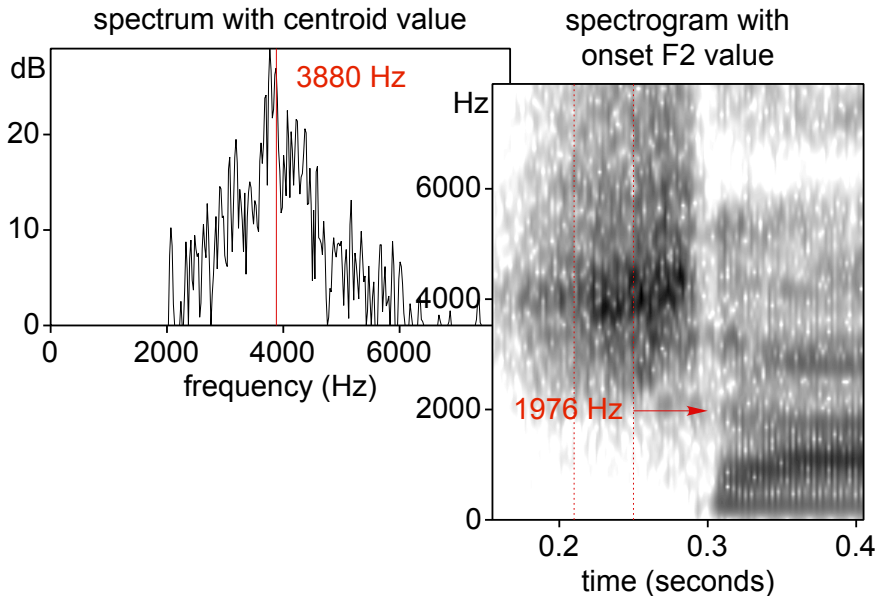 spectrum with centroid value
dB
3880 Hz
20
10
0
0 2000 4000 6000
frequency (Hz)
spectrogram with
onset F2 value
Hz
6000
4000
1976 Hz
2000
0
0.2 0.3 0.4
time (seconds)